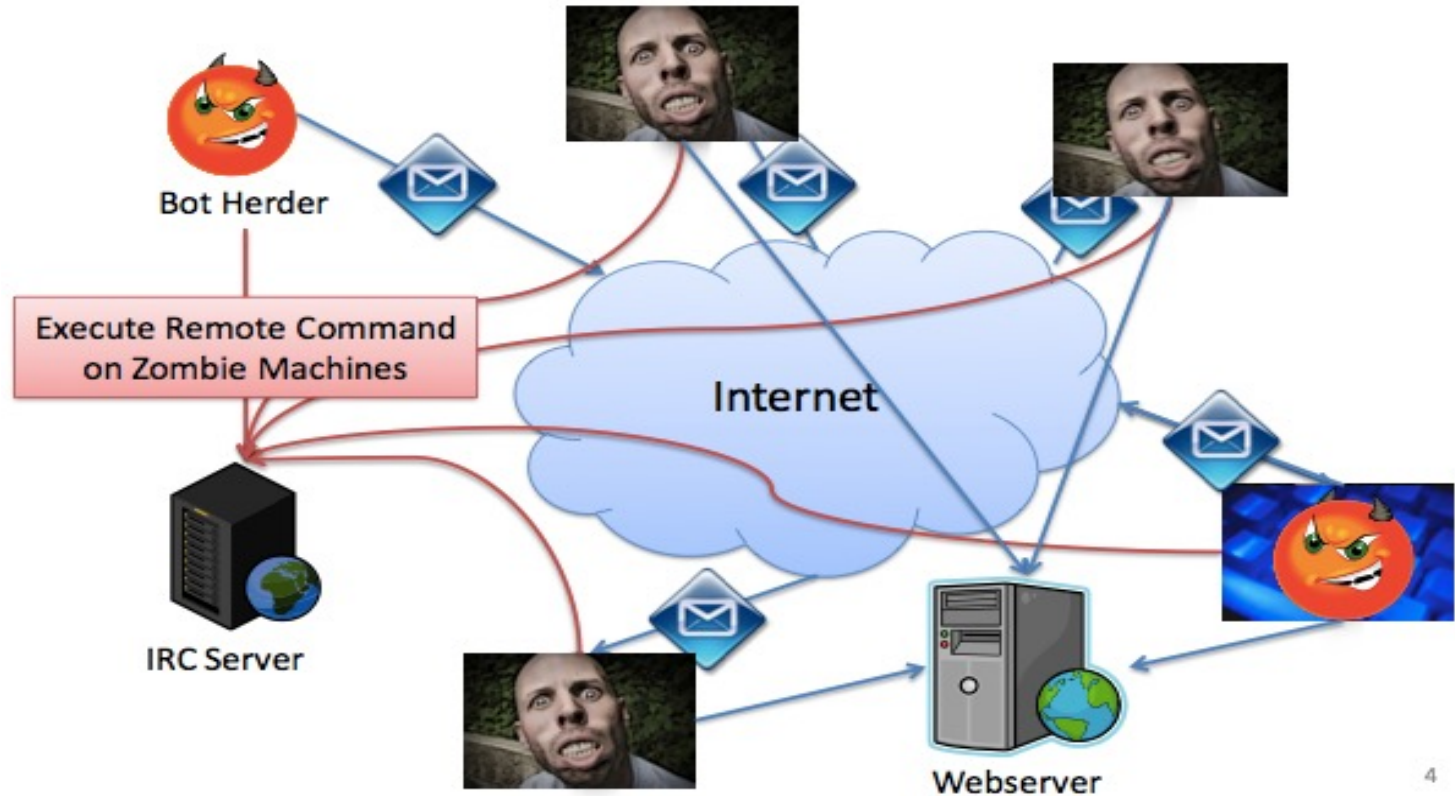 Bot Herder
Execute Remote Command
on Zombie Machines
Internet
IRC Server
Webserver
4